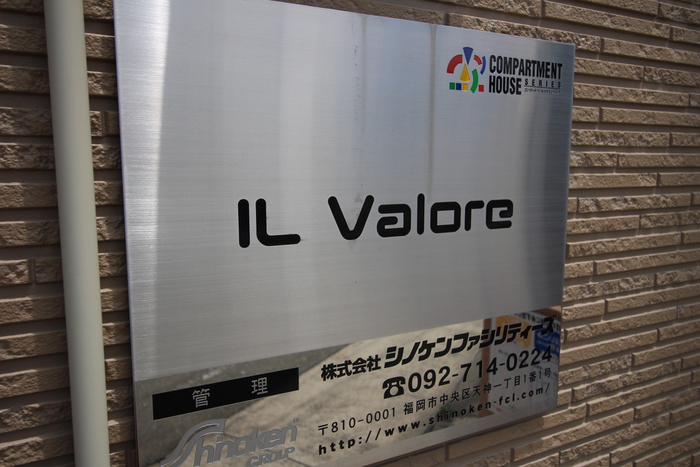 COMPARTMENT
HOUSE SERIES
IL Valore
管理
株式会社 シノケンファシリティーズ
☎092-714-0224
〒810-0001 福岡市中央区天神一丁目1番1号
http://www.shinoken-fcl.com/
Shinoken
GROUP